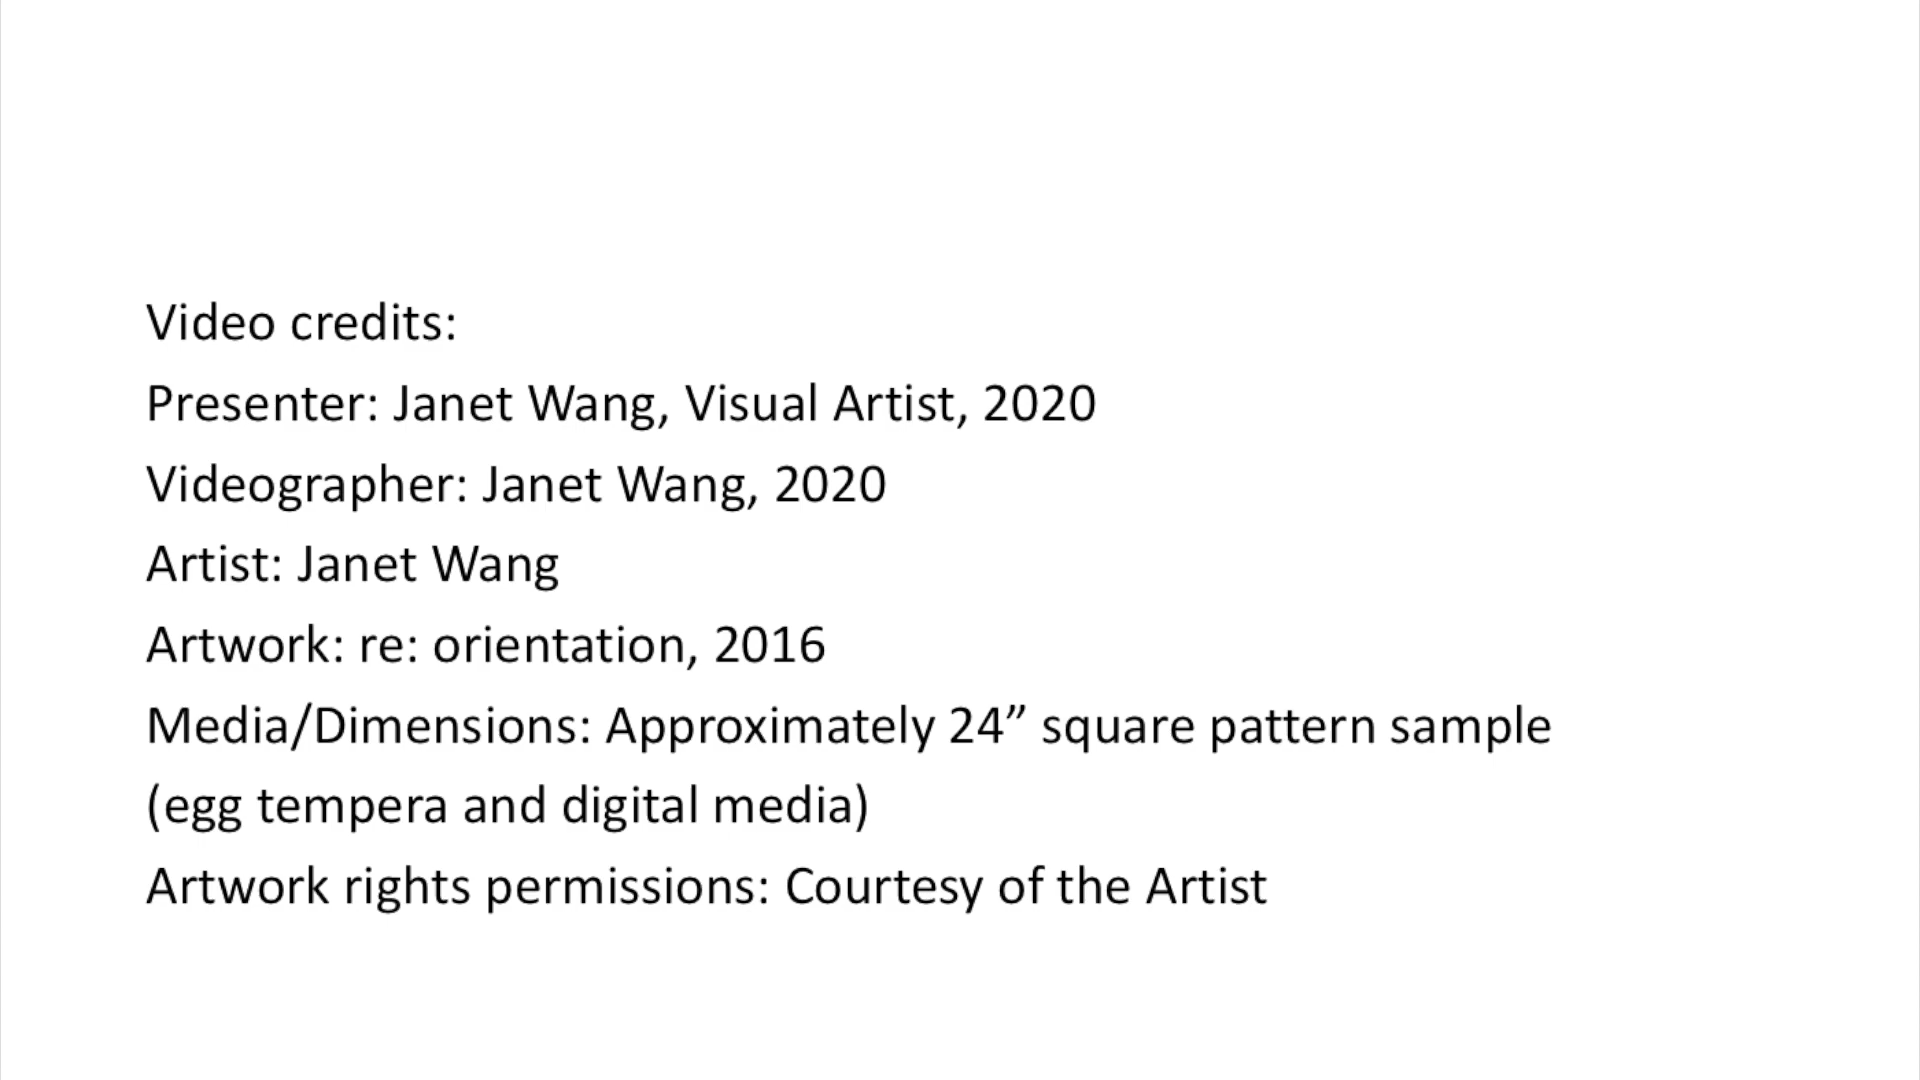 Video credits:
Presenter: Janet Wang, Visual Artist, 2020
Videographer: Janet Wang, 2020
Artist: Janet Wang
Artwork: re: orientation, 2016
Media/Dimensions: Approximately 24” square pattern sample
(egg tempera and digital media)
Artwork rights permissions: Courtesy of the Artist